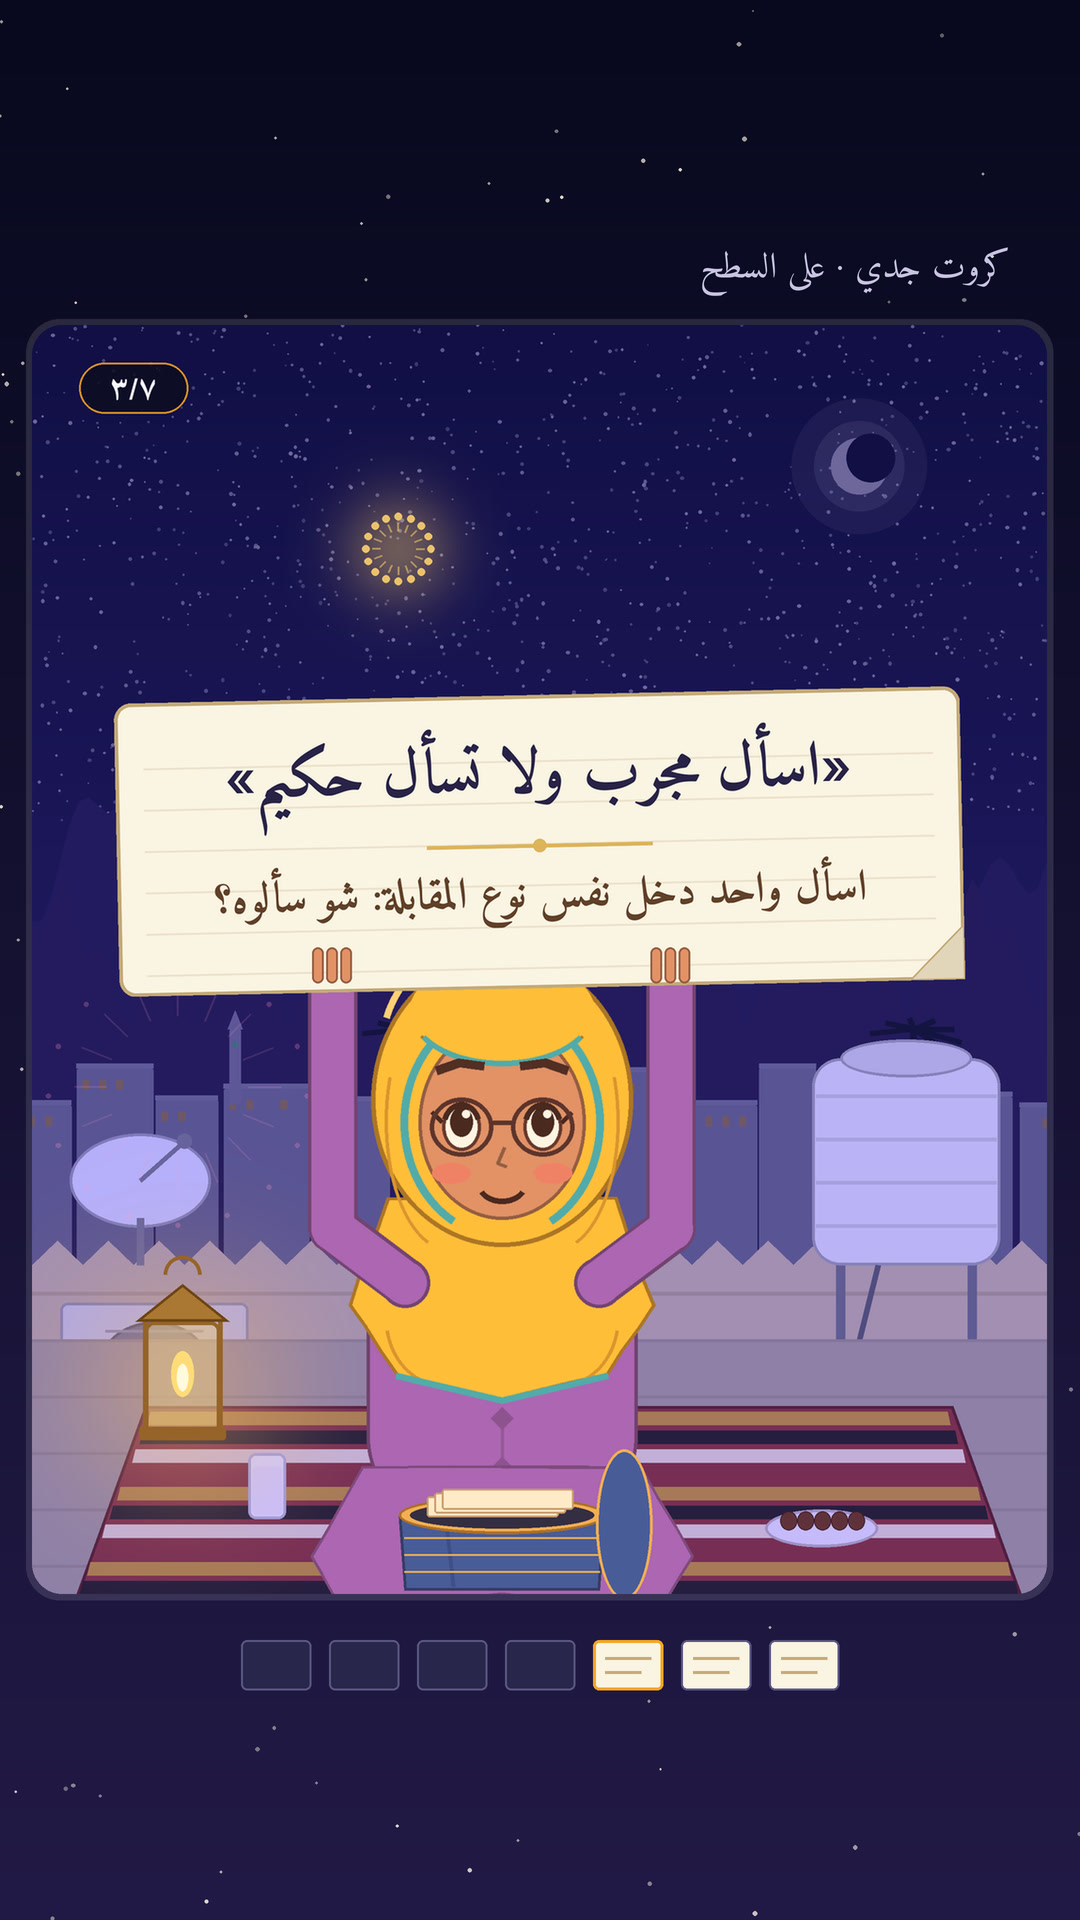 كروت جدي · على السطح
٣/٧
«اسأل مجرب ولا تسأل حكيم»
اسأل واحد دخل نفس نوع المقابلة: شو سألوه؟